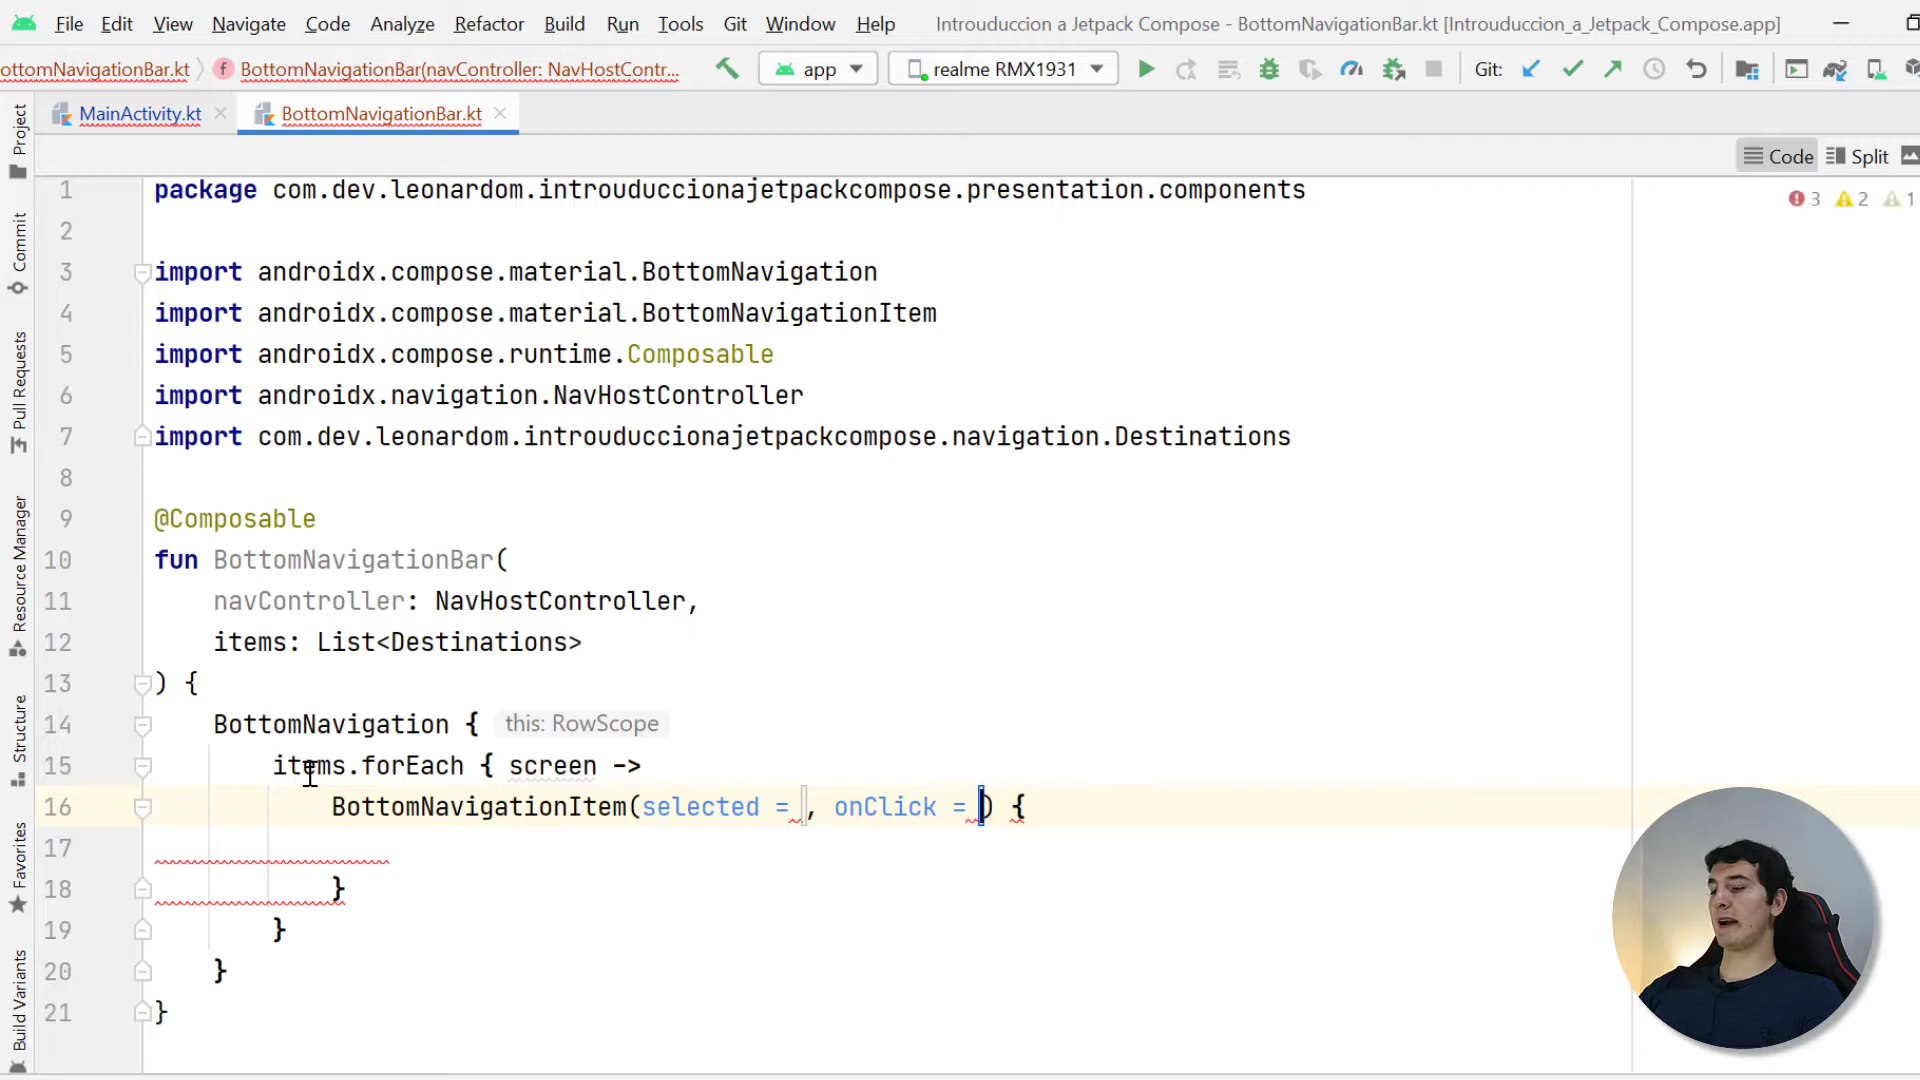 File Edit View Navigate Code Analyze Refactor Build Run Tools Git Window Help Introuduccion a Jetpack Compose - BottomNavigationBar.kt [Introuduccion_a_Jetpack_Compose.app]
ottomNavigationBar.kt BottomNavigationBar(navController: NavHostContr... app realme RMX1931 Git:
MainActivity.kt BottomNavigationBar.kt
Code Split
3 2 1
Project
Commit
Pull Requests
Resource Manager
Structure
Favorites
Build Variants
1 package com.dev.leonardom.introuduccionajetpackcompose.presentation.components
2
3 import androidx.compose.material.BottomNavigation
4 import androidx.compose.material.BottomNavigationItem
5 import androidx.compose.runtime.Composable
6 import androidx.navigation.NavHostController
7 import com.dev.leonardom.introuduccionajetpackcompose.navigation.Destinations
8
9 @Composable
10 fun BottomNavigationBar(
11 navController: NavHostController,
12 items: List<Destinations>
13 ) {
14 BottomNavigation { this: RowScope
15 items.forEach { screen ->
16 BottomNavigationItem(selected = , onClick = ) {
17
18 }
19 }
20 }
21 }